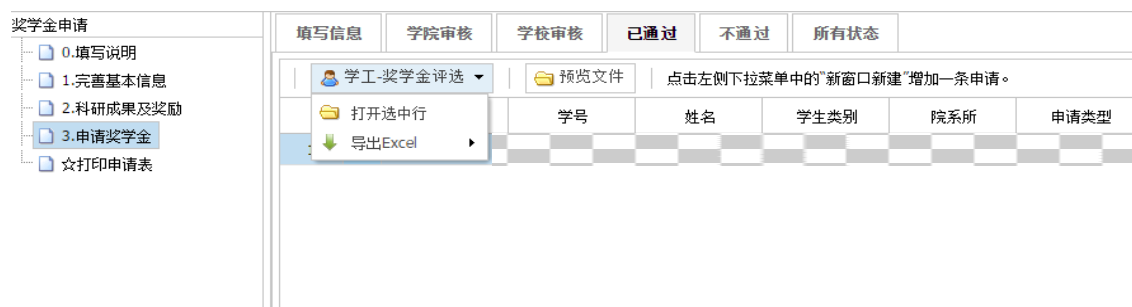 奖学金申请
0.填写说明
1.完善基本信息
2.科研成果及奖励
3.申请奖学金
☆打印申请表
填写信息 学院审核 学校审核 已通过 不通过 所有状态
学工-奖学金评选 预览文件 点击左侧下拉菜单中的"新窗口新建"增加一条申请。
打开选中行
导出Excel
学号 姓名 学生类别 院系所 申请类型